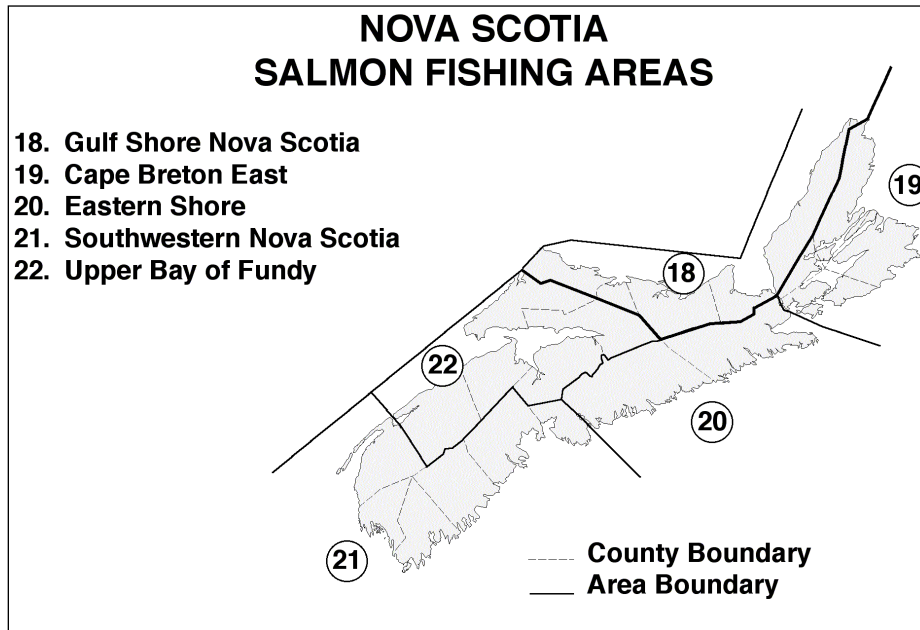 NOVA SCOTIA
SALMON FISHING AREAS
18. Gulf Shore Nova Scotia
19. Cape Breton East
20. Eastern Shore
21. Southwestern Nova Scotia
22. Upper Bay of Fundy
19
18
22
20
21
County Boundary
Area Boundary